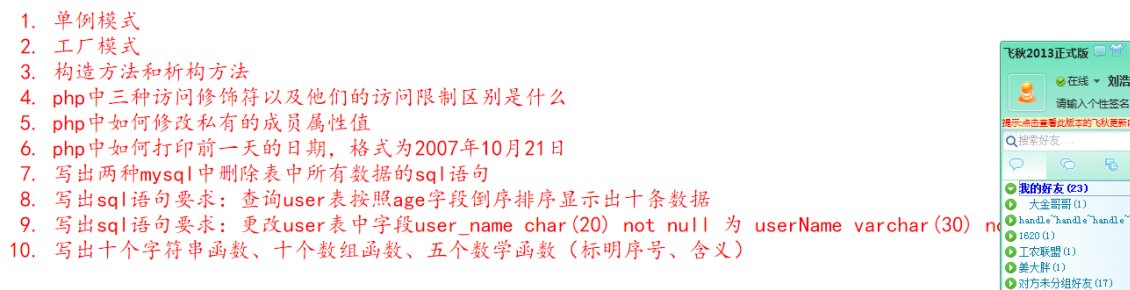 1. 单例模式
2. 工厂模式
3. 构造方法和析构方法
4. php中三种访问修饰符以及他们的访问限制区别是什么
5. php中如何修改私有的成员属性值
6. php中如何打印前一天的日期, 格式为2007年10月21日
7. 写出两种mysql中删除表中所有数据的sql语句
8. 写出sql语句要求: 查询user表按照age字段倒序排序显示出十条数据
9. 写出sql语句要求: 更改user表中字段user_name char(20) not null 为 userName varchar(30) no
10. 写出十个字符串函数、十个数组函数、五个数学函数（标明序号、含义）
飞秋2013正式版
在线 刘浩
请输入个性签名
提示:点击查看此版本的飞秋更新内
搜索好友...
我的好友(23)
大金哥哥(1)
handle~handle~handle~
1620(1)
工农联盟(1)
姜大胖(1)
对方未分组好友(17)